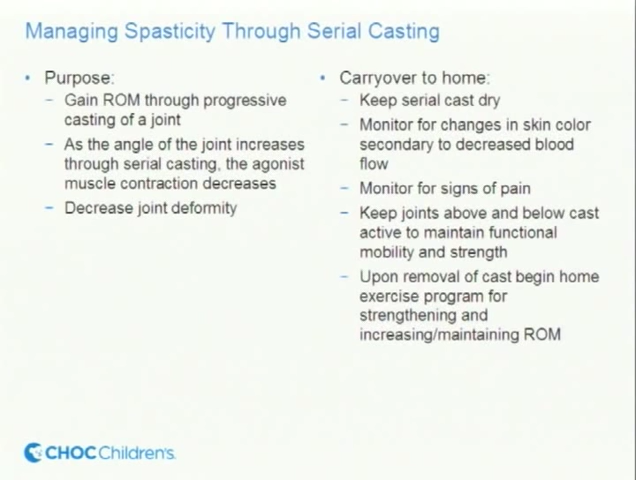 Managing Spasticity Through Serial Casting
• Purpose:
– Gain ROM through progressive
casting of a joint
– As the angle of the joint increases
through serial casting, the agonist
muscle contraction decreases
– Decrease joint deformity
• Carryover to home:
– Keep serial cast dry
– Monitor for changes in skin color
secondary to decreased blood
flow
– Monitor for signs of pain
– Keep joints above and below cast
active to maintain functional
mobility and strength
– Upon removal of cast begin home
exercise program for
strengthening and
increasing/maintaining ROM
CHOC Children's.